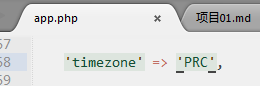 app.php × 项目01.md
57
58 'timezone' => 'PRC',
59